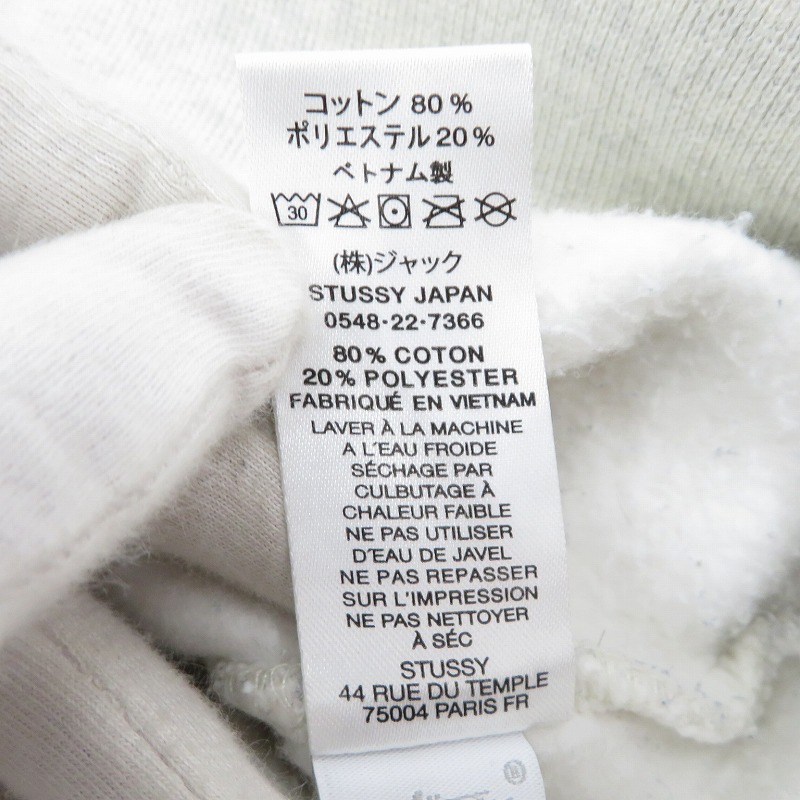 コットン 80%
ポリエステル 20%
ベトナム製
30
(株)ジャック
STUSSY JAPAN
0548・22・7366
80% COTON
20% POLYESTER
FABRIQUÉ EN VIETNAM
LAVER À LA MACHINE
A L'EAU FROIDE
SÉCHAGE PAR
CULBUTAGE À
CHALEUR FAIBLE
NE PAS UTILISER
D'EAU DE JAVEL
NE PAS REPASSER
SUR L'IMPRESSION
NE PAS NETTOYER
À SÉC
STUSSY
44 RUE DU TEMPLE
75004 PARIS FR